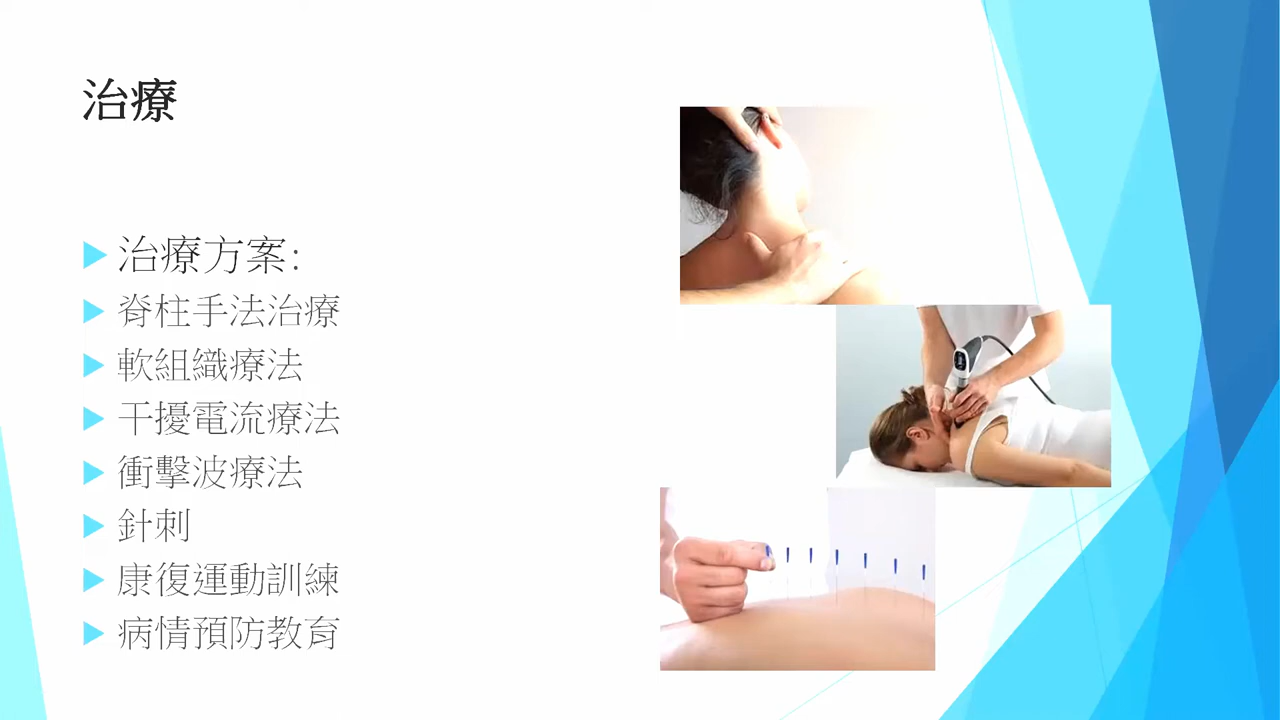 治療
治療方案:
脊柱手法治療
軟組織療法
干擾電流療法
衝擊波療法
針刺
康復運動訓練
病情預防教育